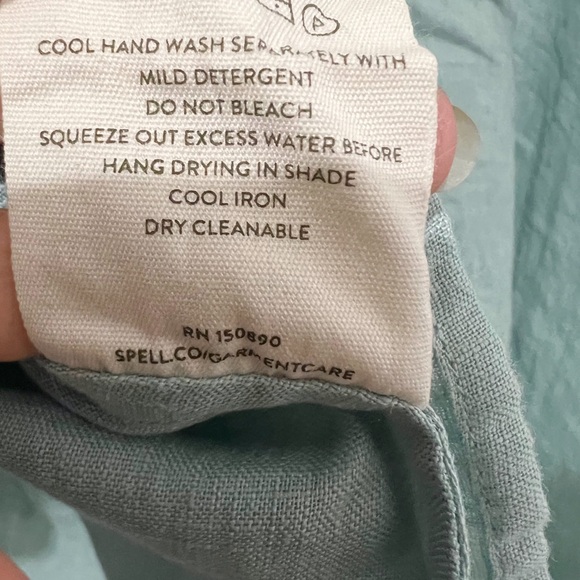 A
COOL HAND WASH SEPARATELY WITH
MILD DETERGENT
DO NOT BLEACH
SQUEEZE OUT EXCESS WATER BEFORE
HANG DRYING IN SHADE
COOL IRON
DRY CLEANABLE
RN 150890
SPELL.CO/GARMENTCARE